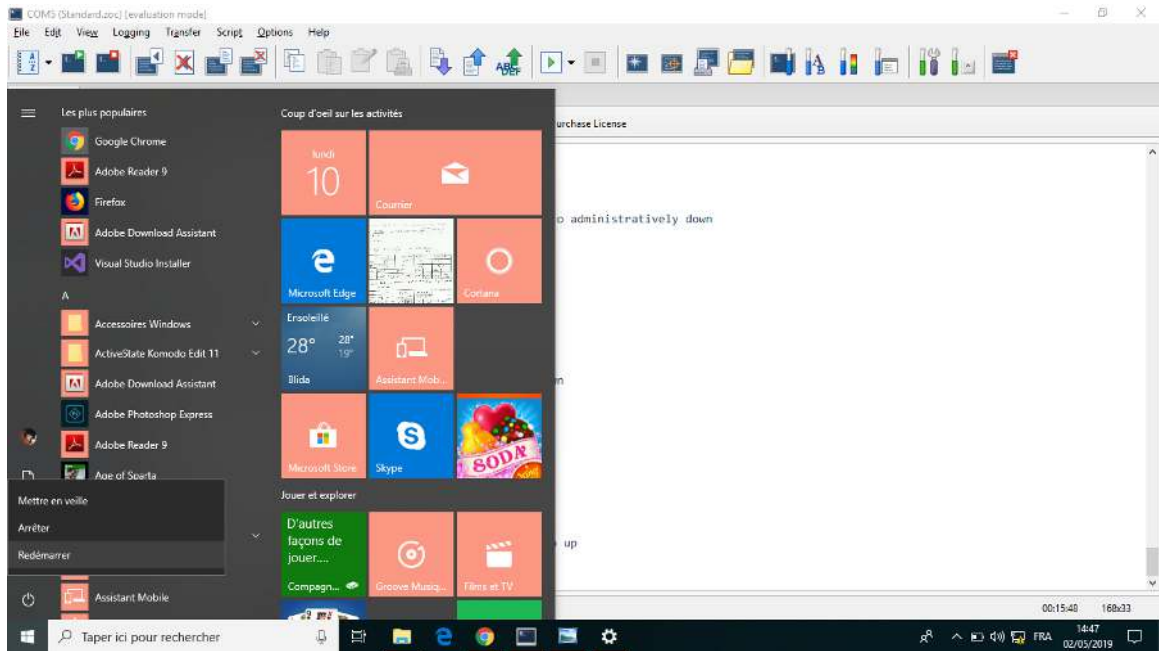 COM5 (Standard.zoc) [evaluation mode]
File Edit View Logging Transfer Script Options Help
urchase License
Les plus populaires
Google Chrome
Adobe Reader 9
Firefox
Adobe Download Assistant
Visual Studio Installer
A
Accessoires Windows
ActiveState Komodo Edit 11
Adobe Download Assistant
Adobe Photoshop Express
Adobe Reader 9
Age of Sparta
Mettre en veille
Arrêter
Redémarrer
Assistant Mobile
Coup d'oeil sur les activités
lundi
10
Courrier
Microsoft Edge
Cortana
Ensoleillé
28° 28°
19°
Blida
Assistant Mob...
Microsoft Store
Skype
SODA
Jouer et explorer
D'autres
façons de
jouer....
Compagn...
Groove Musiq...
Films et TV
o administratively down
n
up
00:15:48 168x33
Taper ici pour rechercher
FRA
14:47
02/05/2019